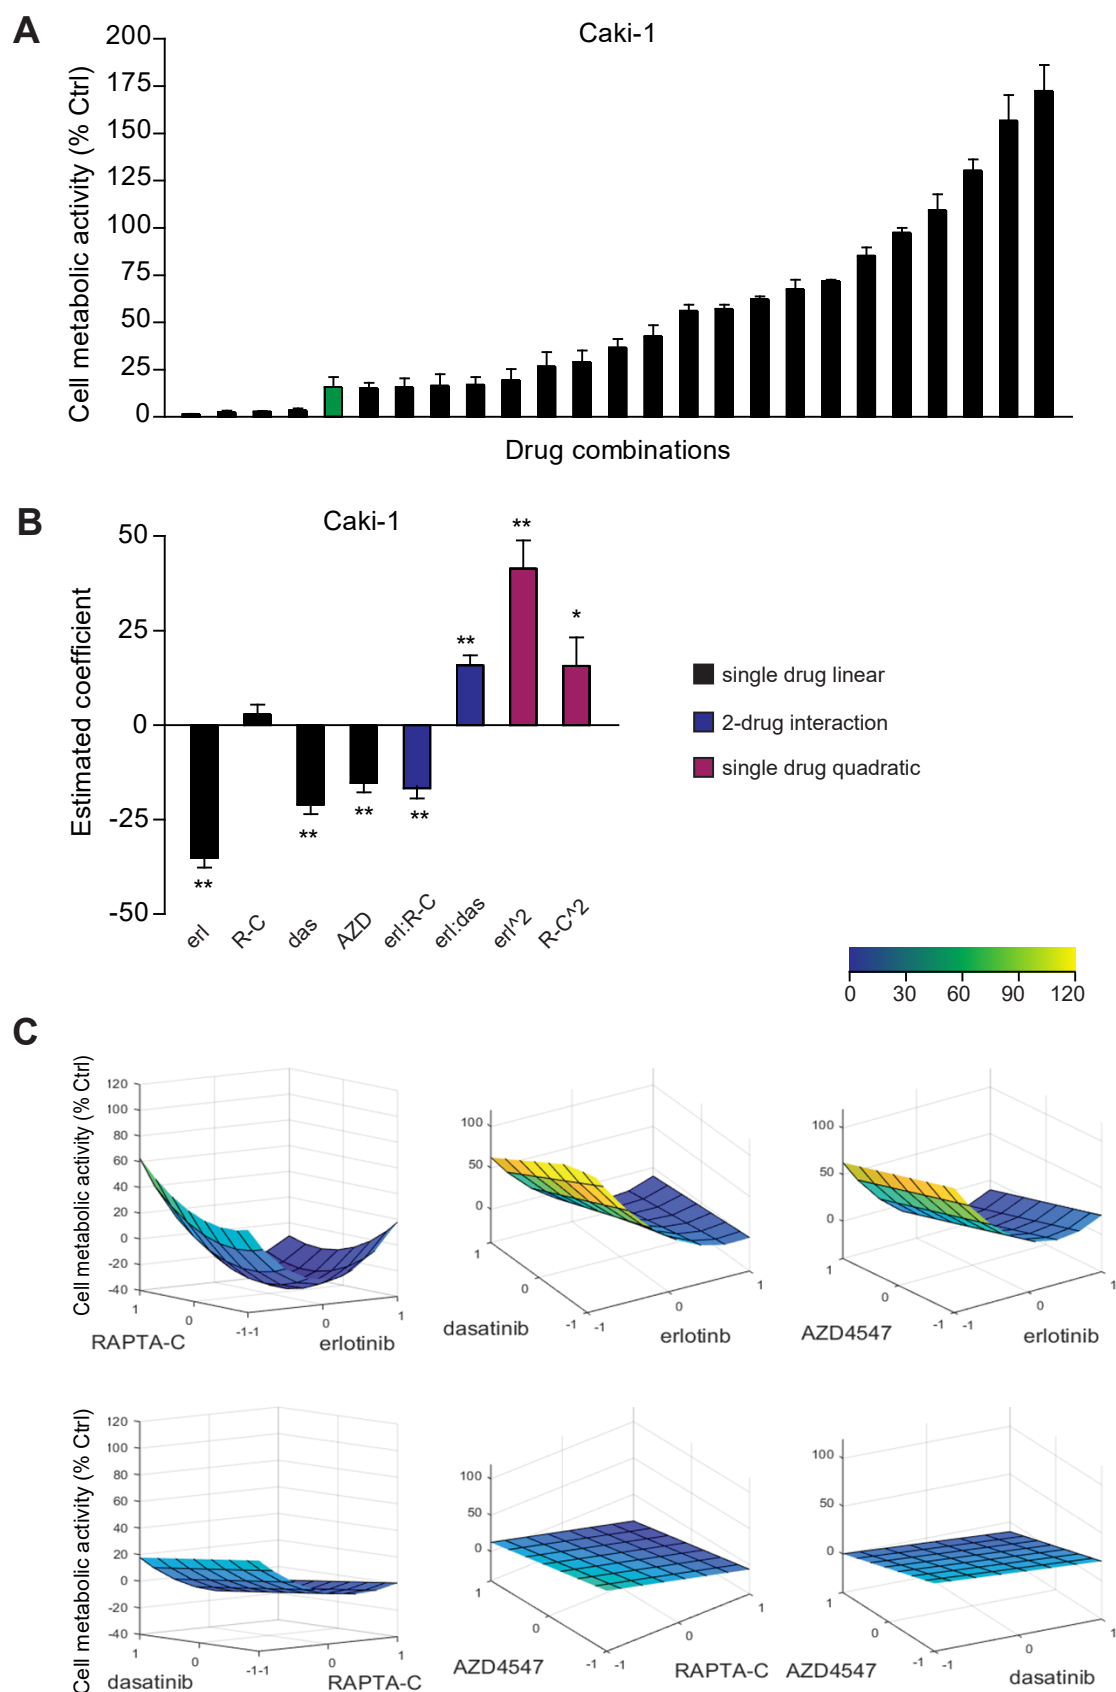 A
Caki-1
Cell metabolic activity (% Ctrl)
200
175
150
125
100
75
50
25
0
Drug combinations
B
Caki-1
Estimated coefficient
50
25
0
-25
-50
**
**
**
**
**
**
*
erl
R-C
das
AZD
erl:R-C
erl:das
erl^2
R-C^2
single drug linear
2-drug interaction
single drug quadratic
0 30 60 90 120
C
Cell metabolic activity (% Ctrl)
120
100
80
60
40
20
0
-20
-40
1
0
-1-1
0
1
RAPTA-C
erlotinib
100
50
0
1
0
-1 -1
0
1
dasatinib
erlotinb
100
50
0
1
0
-1 -1
0
1
AZD4547
erlotinib
Cell metabolic activity (% Ctrl)
120
100
80
60
40
20
0
-20
-40
1
0
-1-1
0
1
dasatinib
RAPTA-C
100
50
0
1
0
-1 -1
0
1
AZD4547
RAPTA-C
100
50
0
1
0
-1 -1
0
1
AZD4547
dasatinib